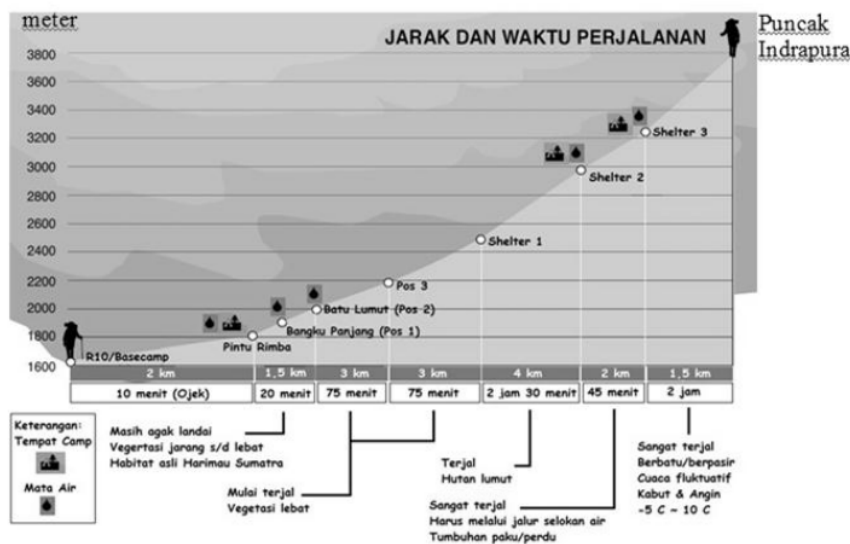 meter
JARAK DAN WAKTU PERJALANAN
Puncak
Indrapura
3800
3600
3400
3200
3000
2800
2600
2400
2200
2000
1800
1600
Shelter 3
Shelter 2
Shelter 1
Pos 3
Batu Lumut (Pos 2)
Bangku Panjang (Pos 1)
Pintu Rimba
R10/Basecamp
2 km 1,5 km 3 km 3 km 4 km 2 km 1,5 km
10 menit (Ojek) 20 menit 75 menit 75 menit 2 jam 30 menit 45 menit 2 jam
Keterangan:
Tempat Camp
Mata Air
Masih agak landai
Vegertasi jarang s/d lebat
Habitat asli Harimau Sumatra
Mulai terjal
Vegetasi lebat
Terjal
Hutan lumut
Sangat terjal
Harus melalui jalur selokan air
Tumbuhan paku/perdu
Sangat terjal
Berbatu/berpasir
Cuaca fluktuatif
Kabut & Angin
-5 C - 10 C